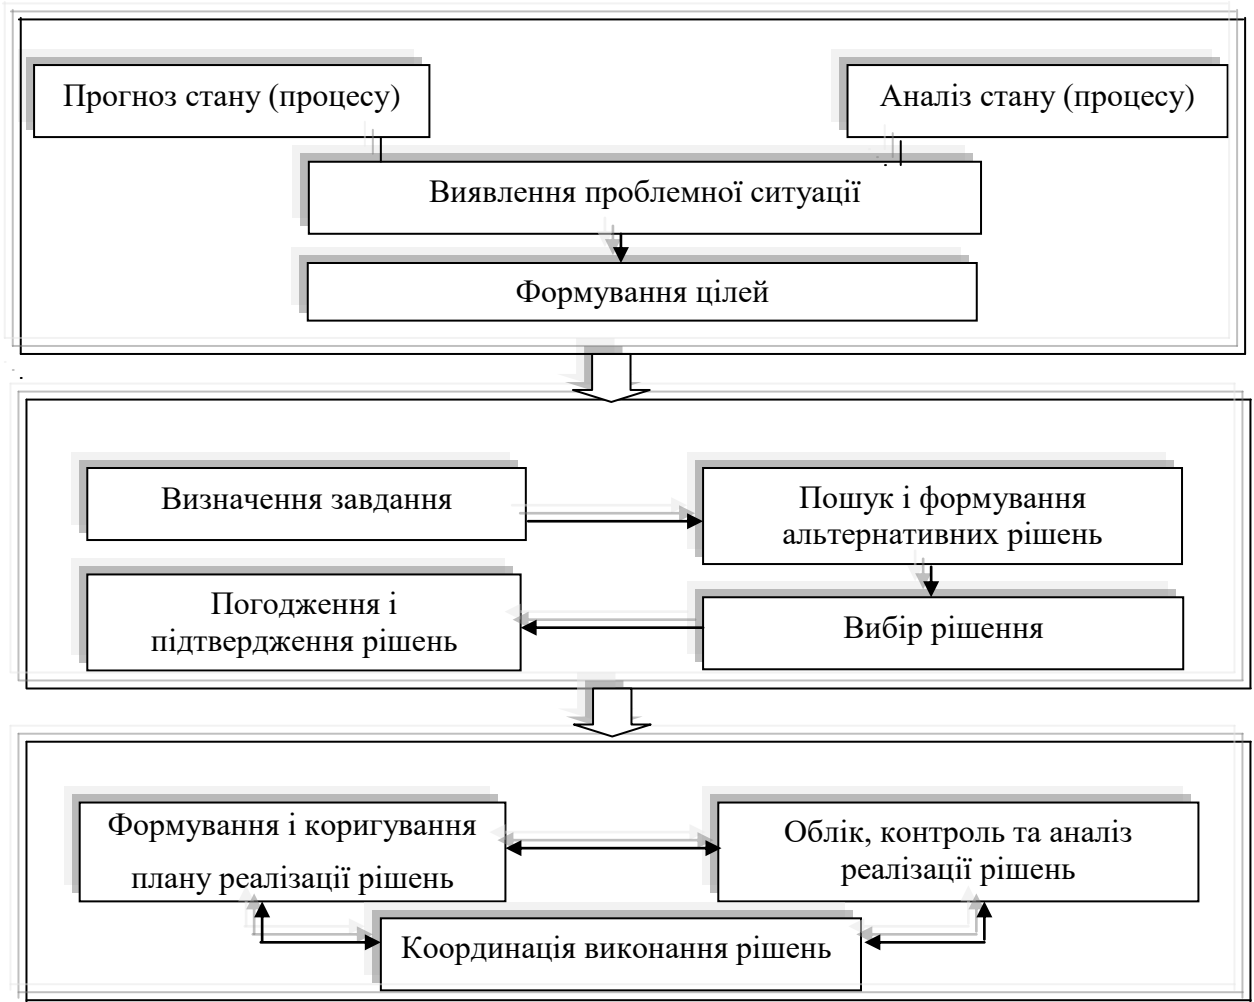 Прогноз стану (процесу)
Аналіз стану (процесу)
Виявлення проблемної ситуації
Формування цілей
Визначення завдання
Пошук і формування
альтернативних рішень
Погодження і
підтвердження рішень
Вибір рішення
Формування і коригування
плану реалізації рішень
Облік, контроль та аналіз
реалізації рішень
Координація виконання рішень